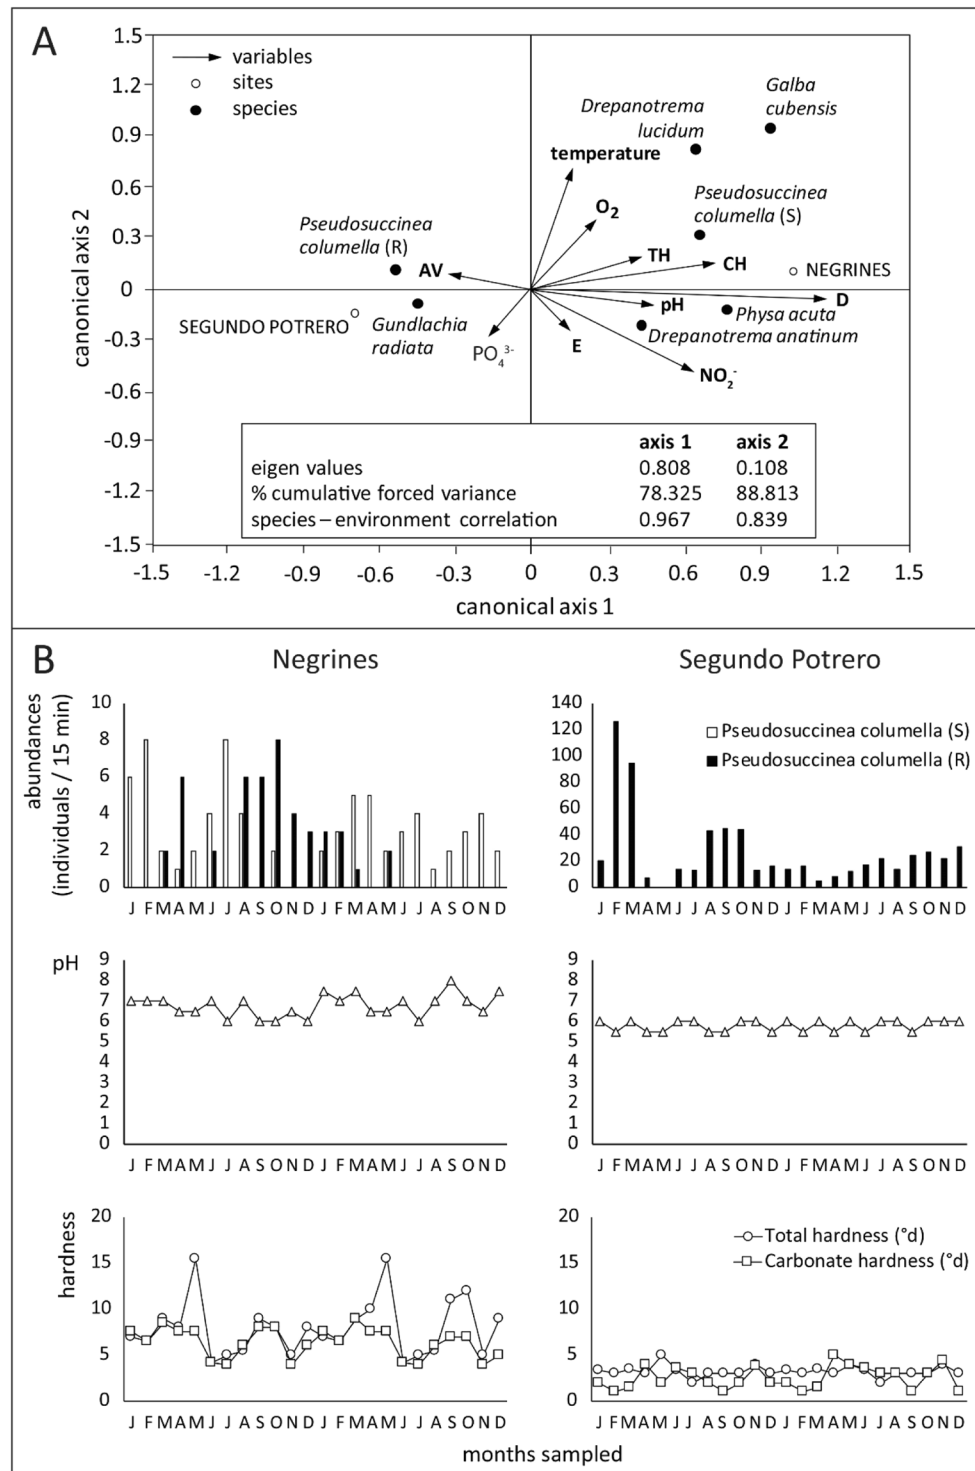 A
variables
sites
species
canonical axis 2
1.5
1.2
0.9
0.6
0.3
0
-0.3
-0.6
-0.9
-1.2
-1.5
Galba
cubensis
Drepanotrema
lucidum
temperature
Pseudosuccinea
columella (S)
O2
Pseudosuccinea
columella (R)
AV
TH
CH
NEGRINES
D
pH
Physa acuta
SEGUNDO POTRERO
Gundlachia
radiata
Drepanotrema anatinum
PO4 3-
E
NO2 -
axis 1 axis 2
eigen values 0.808 0.108
% cumulative forced variance 78.325 88.813
species – environment correlation 0.967 0.839
-1.5 -1.2 -0.9 -0.6 -0.3 0 0.3 0.6 0.9 1.2 1.5
canonical axis 1
B
Negrines
Segundo Potrero
abundances
(individuals / 15 min)
10
8
6
4
2
0
J F M A M J J A S O N D J F M A M J J A S O N D
140
120
100
80
60
40
20
0
Pseudosuccinea columella (S)
Pseudosuccinea columella (R)
J F M A M J J A S O N D J F M A M J J A S O N D
pH
9
8
7
6
5
4
3
2
1
0
J F M A M J J A S O N D J F M A M J J A S O N D
9
8
7
6
5
4
3
2
1
0
J F M A M J J A S O N D J F M A M J J A S O N D
hardness
20
15
10
5
0
J F M A M J J A S O N D J F M A M J J A S O N D
20
15
10
5
0
Total hardness (°d)
Carbonate hardness (°d)
J F M A M J J A S O N D J F M A M J J A S O N D
months sampled